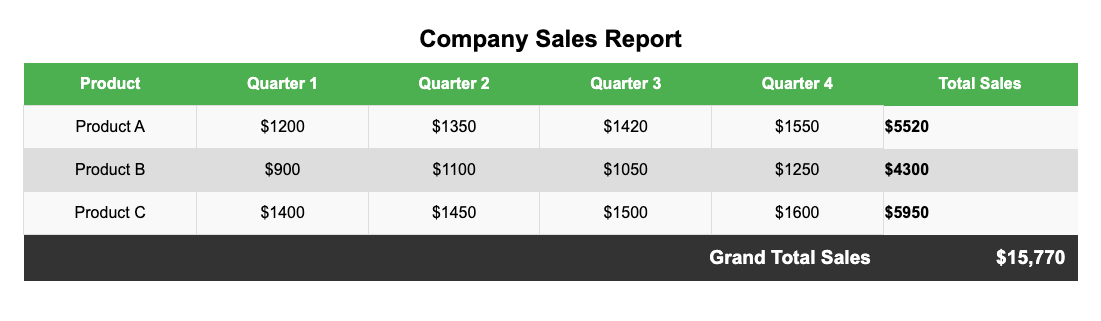 Company Sales Report
Product Quarter 1 Quarter 2 Quarter 3 Quarter 4 Total Sales
Product A $1200 $1350 $1420 $1550 $5520
Product B $900 $1100 $1050 $1250 $4300
Product C $1400 $1450 $1500 $1600 $5950
Grand Total Sales $15,770